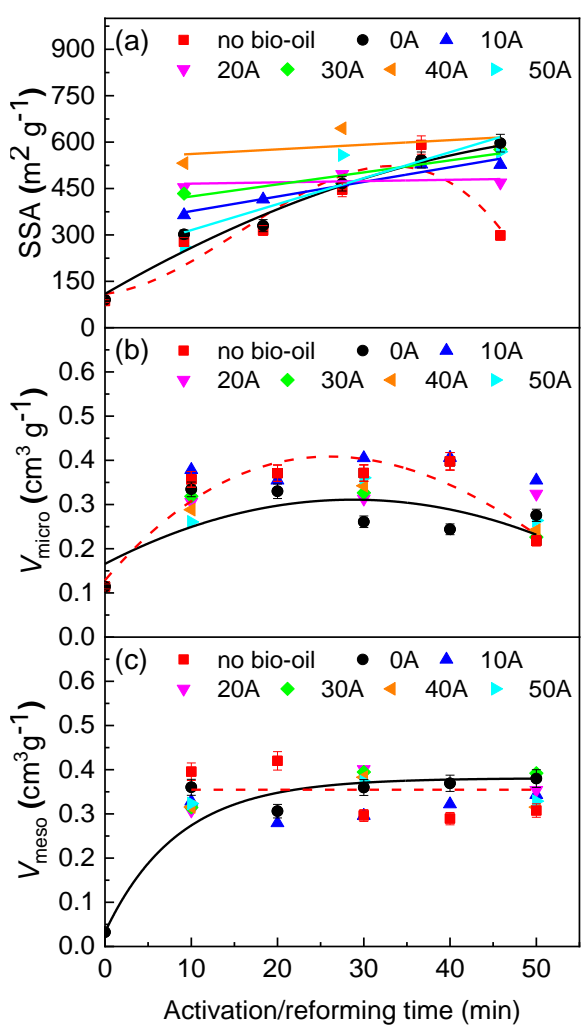 (a) no bio-oil 0A 10A
20A 30A 40A 50A
900
750
600
450
300
150
0
SSA (m² g⁻¹)
(b) no bio-oil 0A 10A
20A 30A 40A 50A
0.6
0.5
0.4
0.3
0.2
0.1
0.0
V_micro (cm³ g⁻¹)
(c) no bio-oil 0A 10A
20A 30A 40A 50A
0.6
0.5
0.4
0.3
0.2
0.1
0.0
V_meso (cm³g⁻¹)
0 10 20 30 40 50
Activation/reforming time (min)